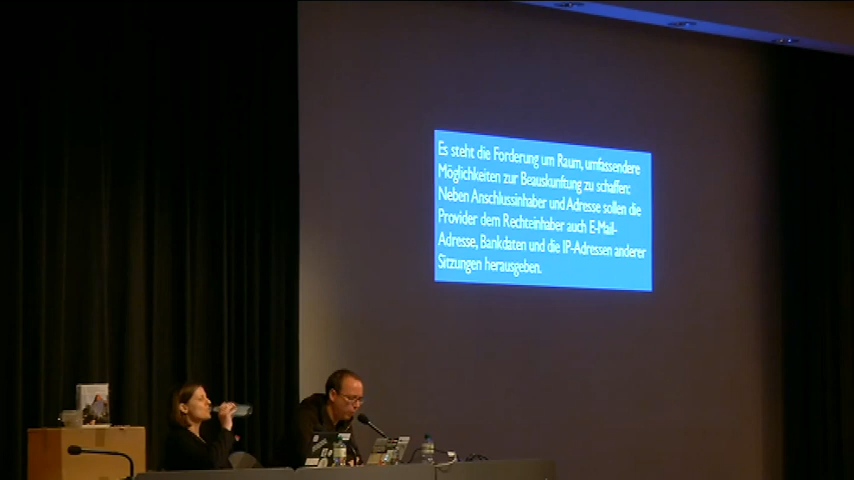 Es steht die Forderung um Raum, umfassendere
Möglichkeiten zur Beauskunftung zu schaffen:
Neben Anschlussinhaber und Adresse sollen die
Provider dem Rechteinhaber auch E-Mail-
Adresse, Bankdaten und die IP-Adressen anderer
Sitzungen herausgeben.